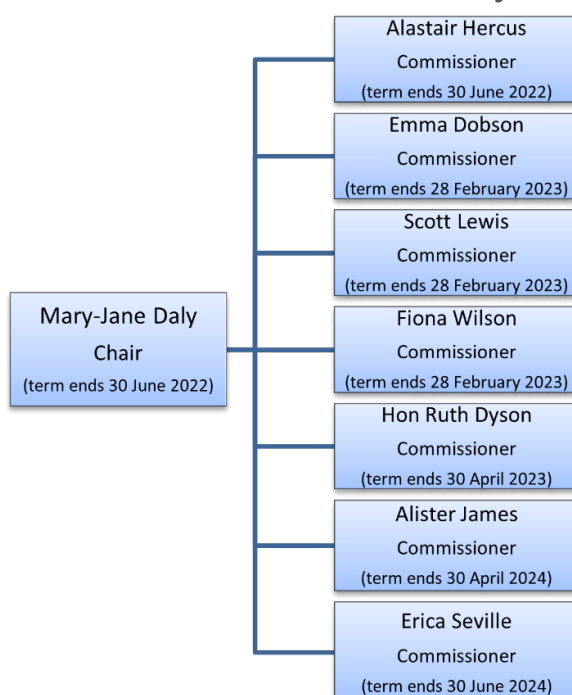 Alastair Hercus
Commissioner
(term ends 30 June 2022)
Emma Dobson
Commissioner
(term ends 28 February 2023)
Scott Lewis
Commissioner
(term ends 28 February 2023)
Mary-Jane Daly
Chair
(term ends 30 June 2022)
Fiona Wilson
Commissioner
(term ends 28 February 2023)
Hon Ruth Dyson
Commissioner
(term ends 30 April 2023)
Alister James
Commissioner
(term ends 30 April 2024)
Erica Seville
Commissioner
(term ends 30 June 2024)